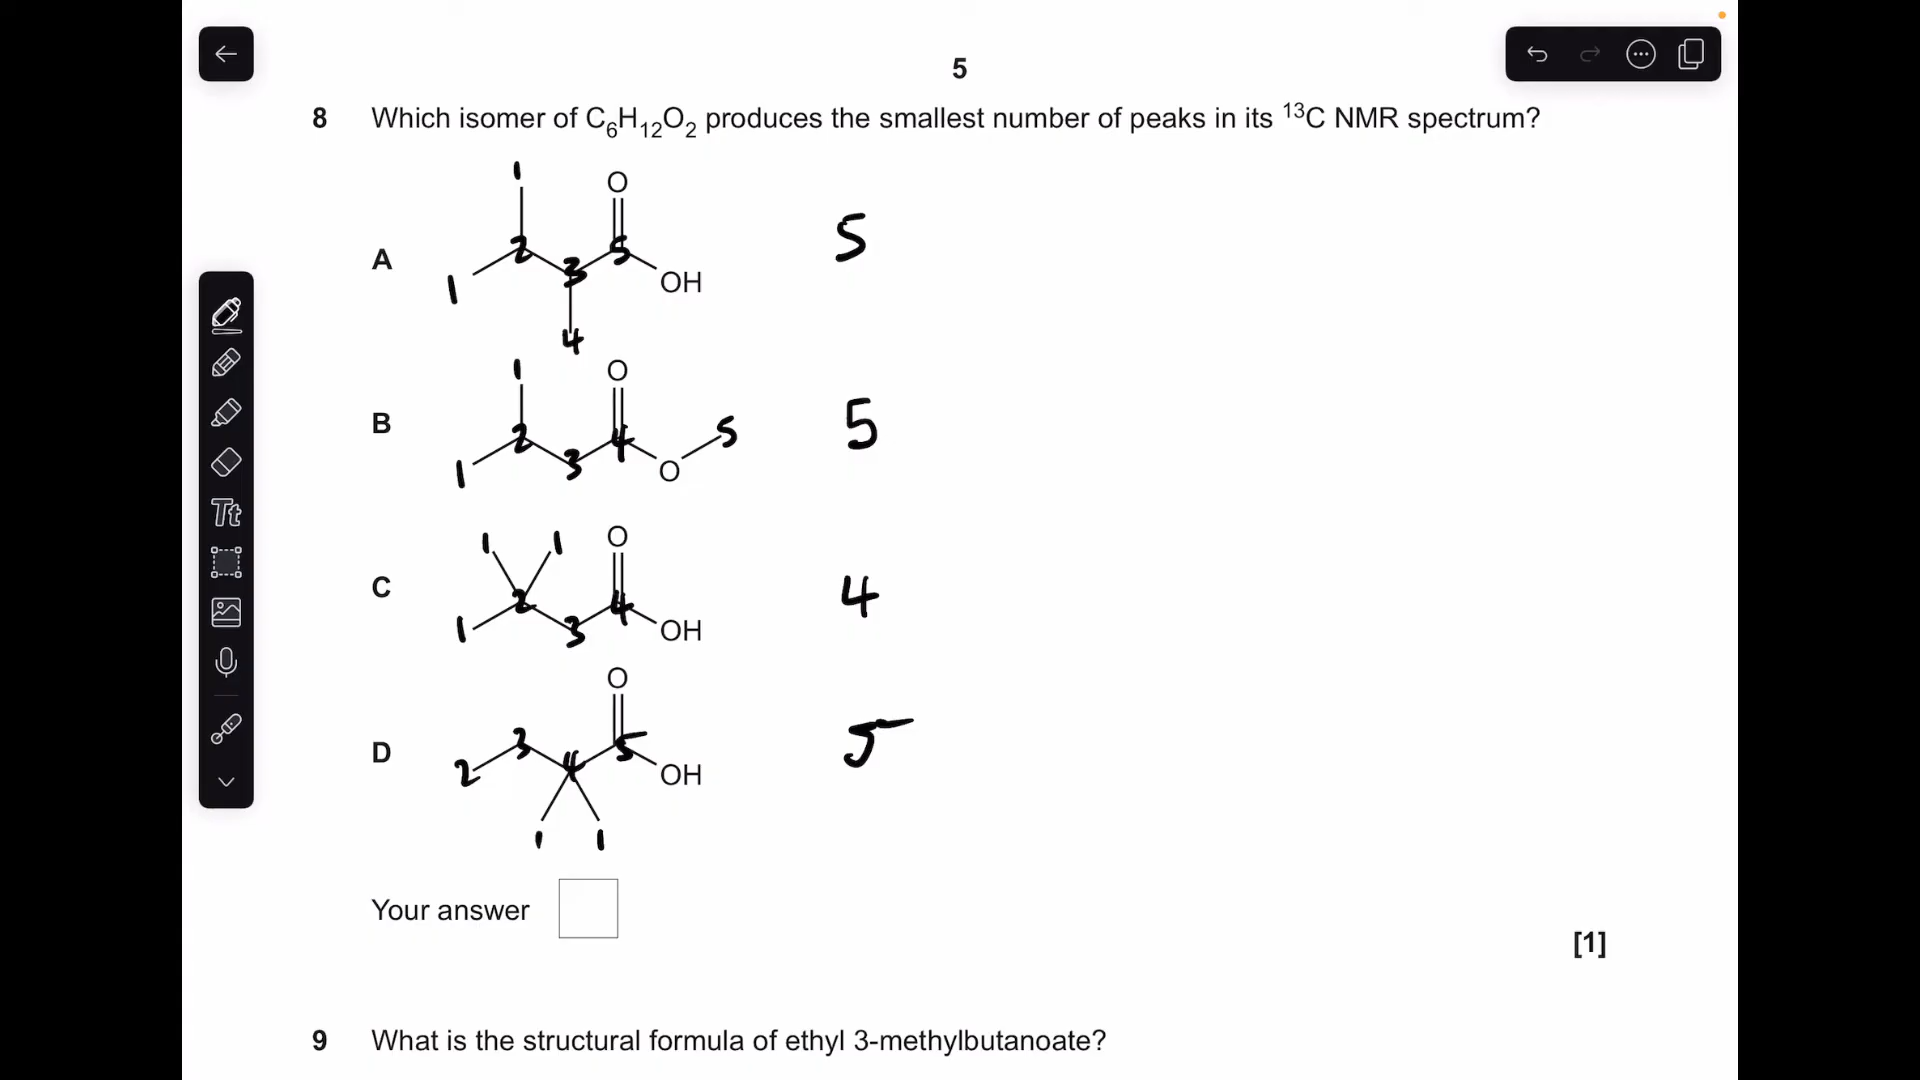 5
8 Which isomer of C₆H₁₂O₂ produces the smallest number of peaks in its ¹³C NMR spectrum?
1
O
5
A
2
5
3
OH
1
4
1
O
B
2
4
5
5
1
3
O
1 1
O
C
2
4
4
1
3
OH
O
D
3
5
5
2
4
OH
1 1
Your answer
[1]
9 What is the structural formula of ethyl 3-methylbutanoate?
Tt